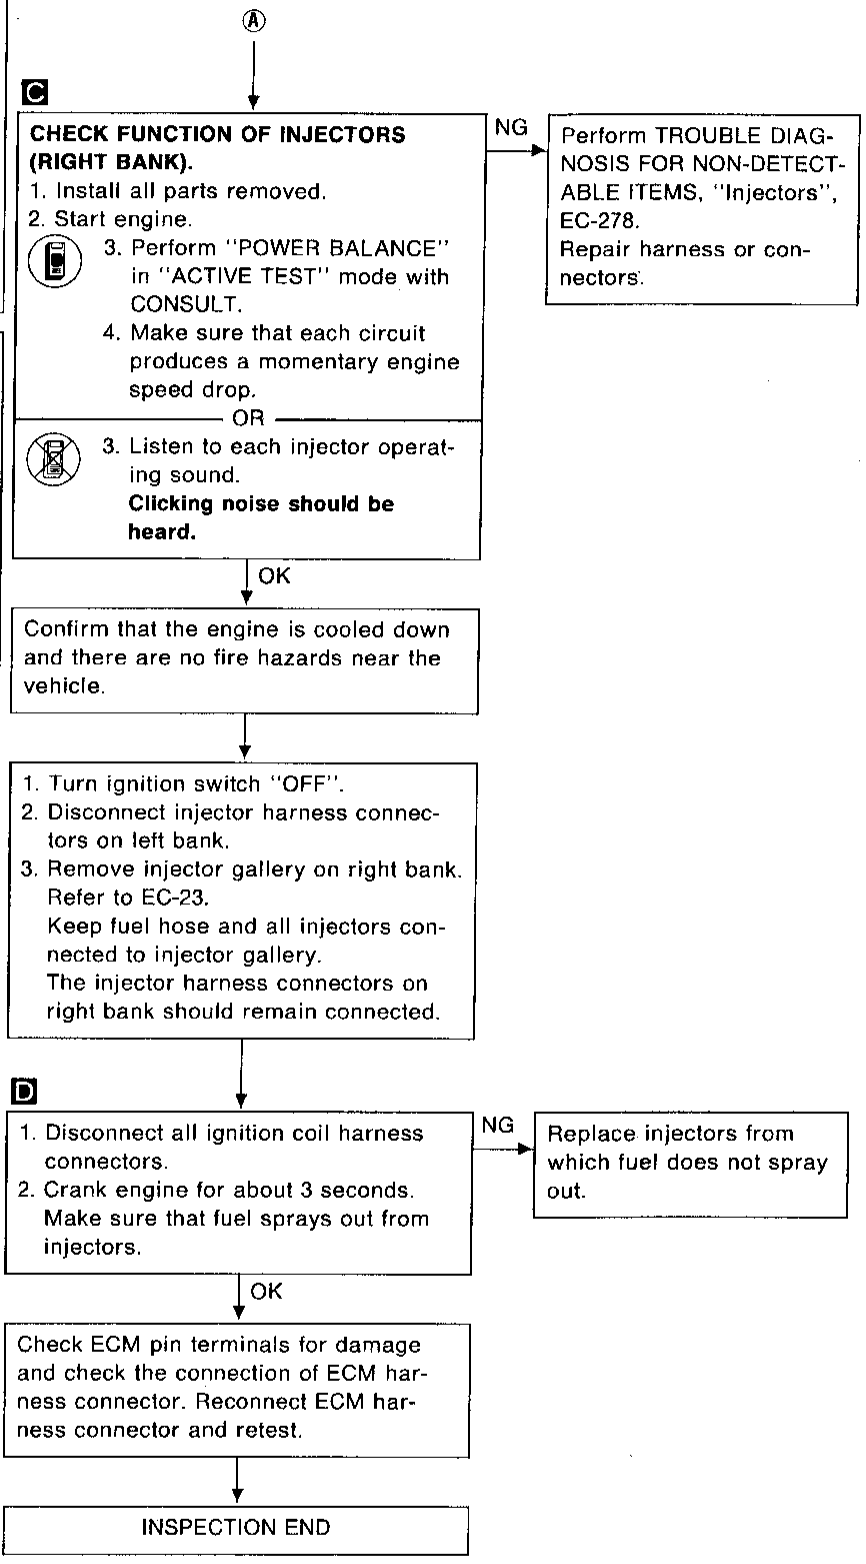 A
C
CHECK FUNCTION OF INJECTORS
(RIGHT BANK).
1. Install all parts removed.
2. Start engine.
3. Perform "POWER BALANCE"
in "ACTIVE TEST" mode with
CONSULT.
4. Make sure that each circuit
produces a momentary engine
speed drop.
OR
3. Listen to each injector operat-
ing sound.
Clicking noise should be
heard.
NG
Perform TROUBLE DIAG-
NOSIS FOR NON-DETECT-
ABLE ITEMS, "Injectors",
EC-278.
Repair harness or con-
nectors.
OK
Confirm that the engine is cooled down
and there are no fire hazards near the
vehicle.
1. Turn ignition switch "OFF".
2. Disconnect injector harness connec-
tors on left bank.
3. Remove injector gallery on right bank.
Refer to EC-23.
Keep fuel hose and all injectors con-
nected to injector gallery.
The injector harness connectors on
right bank should remain connected.
D
1. Disconnect all ignition coil harness
connectors.
2. Crank engine for about 3 seconds.
Make sure that fuel sprays out from
injectors.
NG
Replace injectors from
which fuel does not spray
out.
OK
Check ECM pin terminals for damage
and check the connection of ECM har-
ness connector. Reconnect ECM har-
ness connector and retest.
INSPECTION END